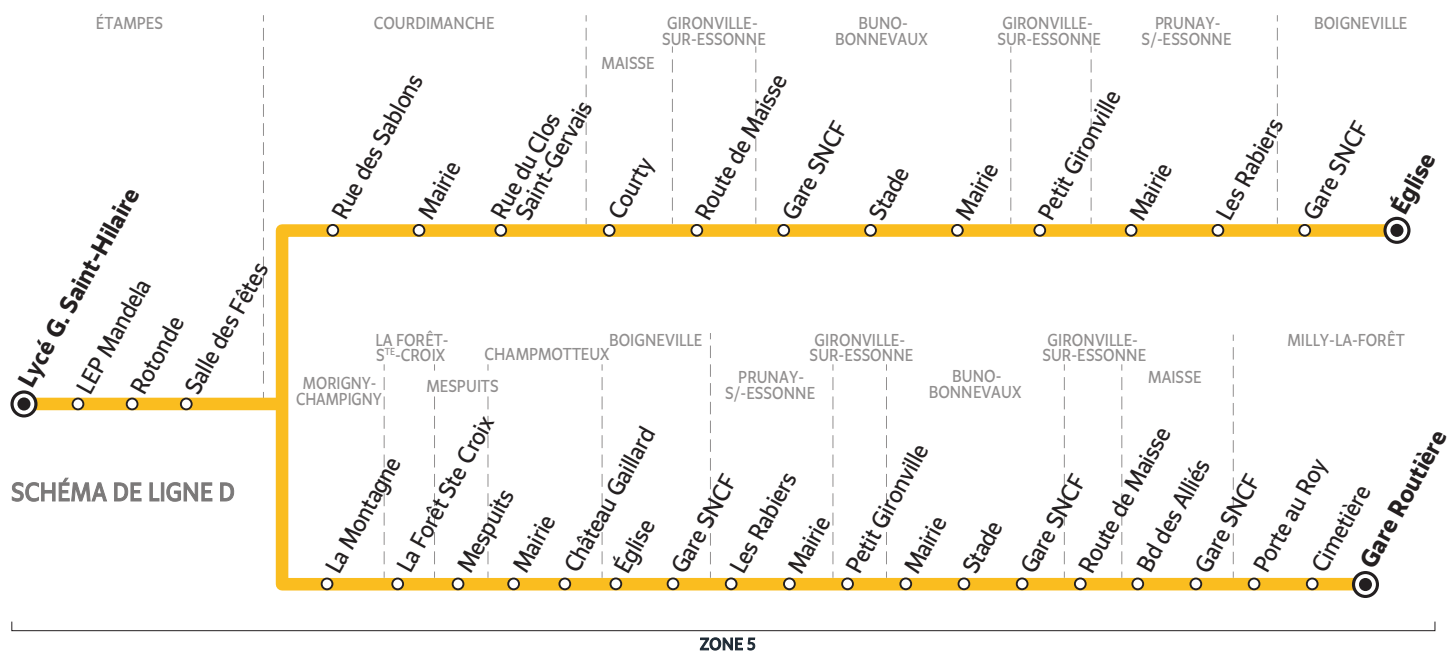 ÉTAMPES
COURDIMANCHE
MAISSE
GIRONVILLE-
SUR-ESSONNE
BUNO-
BONNEVAUX
GIRONVILLE-
SUR-ESSONNE
PRUNAY-
S/-ESSONNE
BOIGNEVILLE
Rue des Sablons
Mairie
Rue du Clos
Saint-Gervais
Courty
Route de Maisse
Gare SNCF
Stade
Mairie
Petit Gironville
Mairie
Les Rabiers
Gare SNCF
Église
Lycé G. Saint-Hilaire
LEP Mandela
Rotonde
Salle des Fêtes
MORIGNY-
CHAMPIGNY
LA FORÊT-
STE-CROIX
MESPUITS
CHAMPMOTTEUX
BOIGNEVILLE
PRUNAY-
S/-ESSONNE
GIRONVILLE-
SUR-ESSONNE
BUNO-
BONNEVAUX
GIRONVILLE-
SUR-ESSONNE
MAISSE
MILLY-LA-FORÊT
La Montagne
La Forêt Ste Croix
Mespuits
Mairie
Château Gaillard
Église
Gare SNCF
Les Rabiers
Mairie
Petit Gironville
Mairie
Stade
Gare SNCF
Route de Maisse
Bd des Alliés
Gare SNCF
Porte au Roy
Cimetière
Gare Routière
SCHÉMA DE LIGNE D
ZONE 5